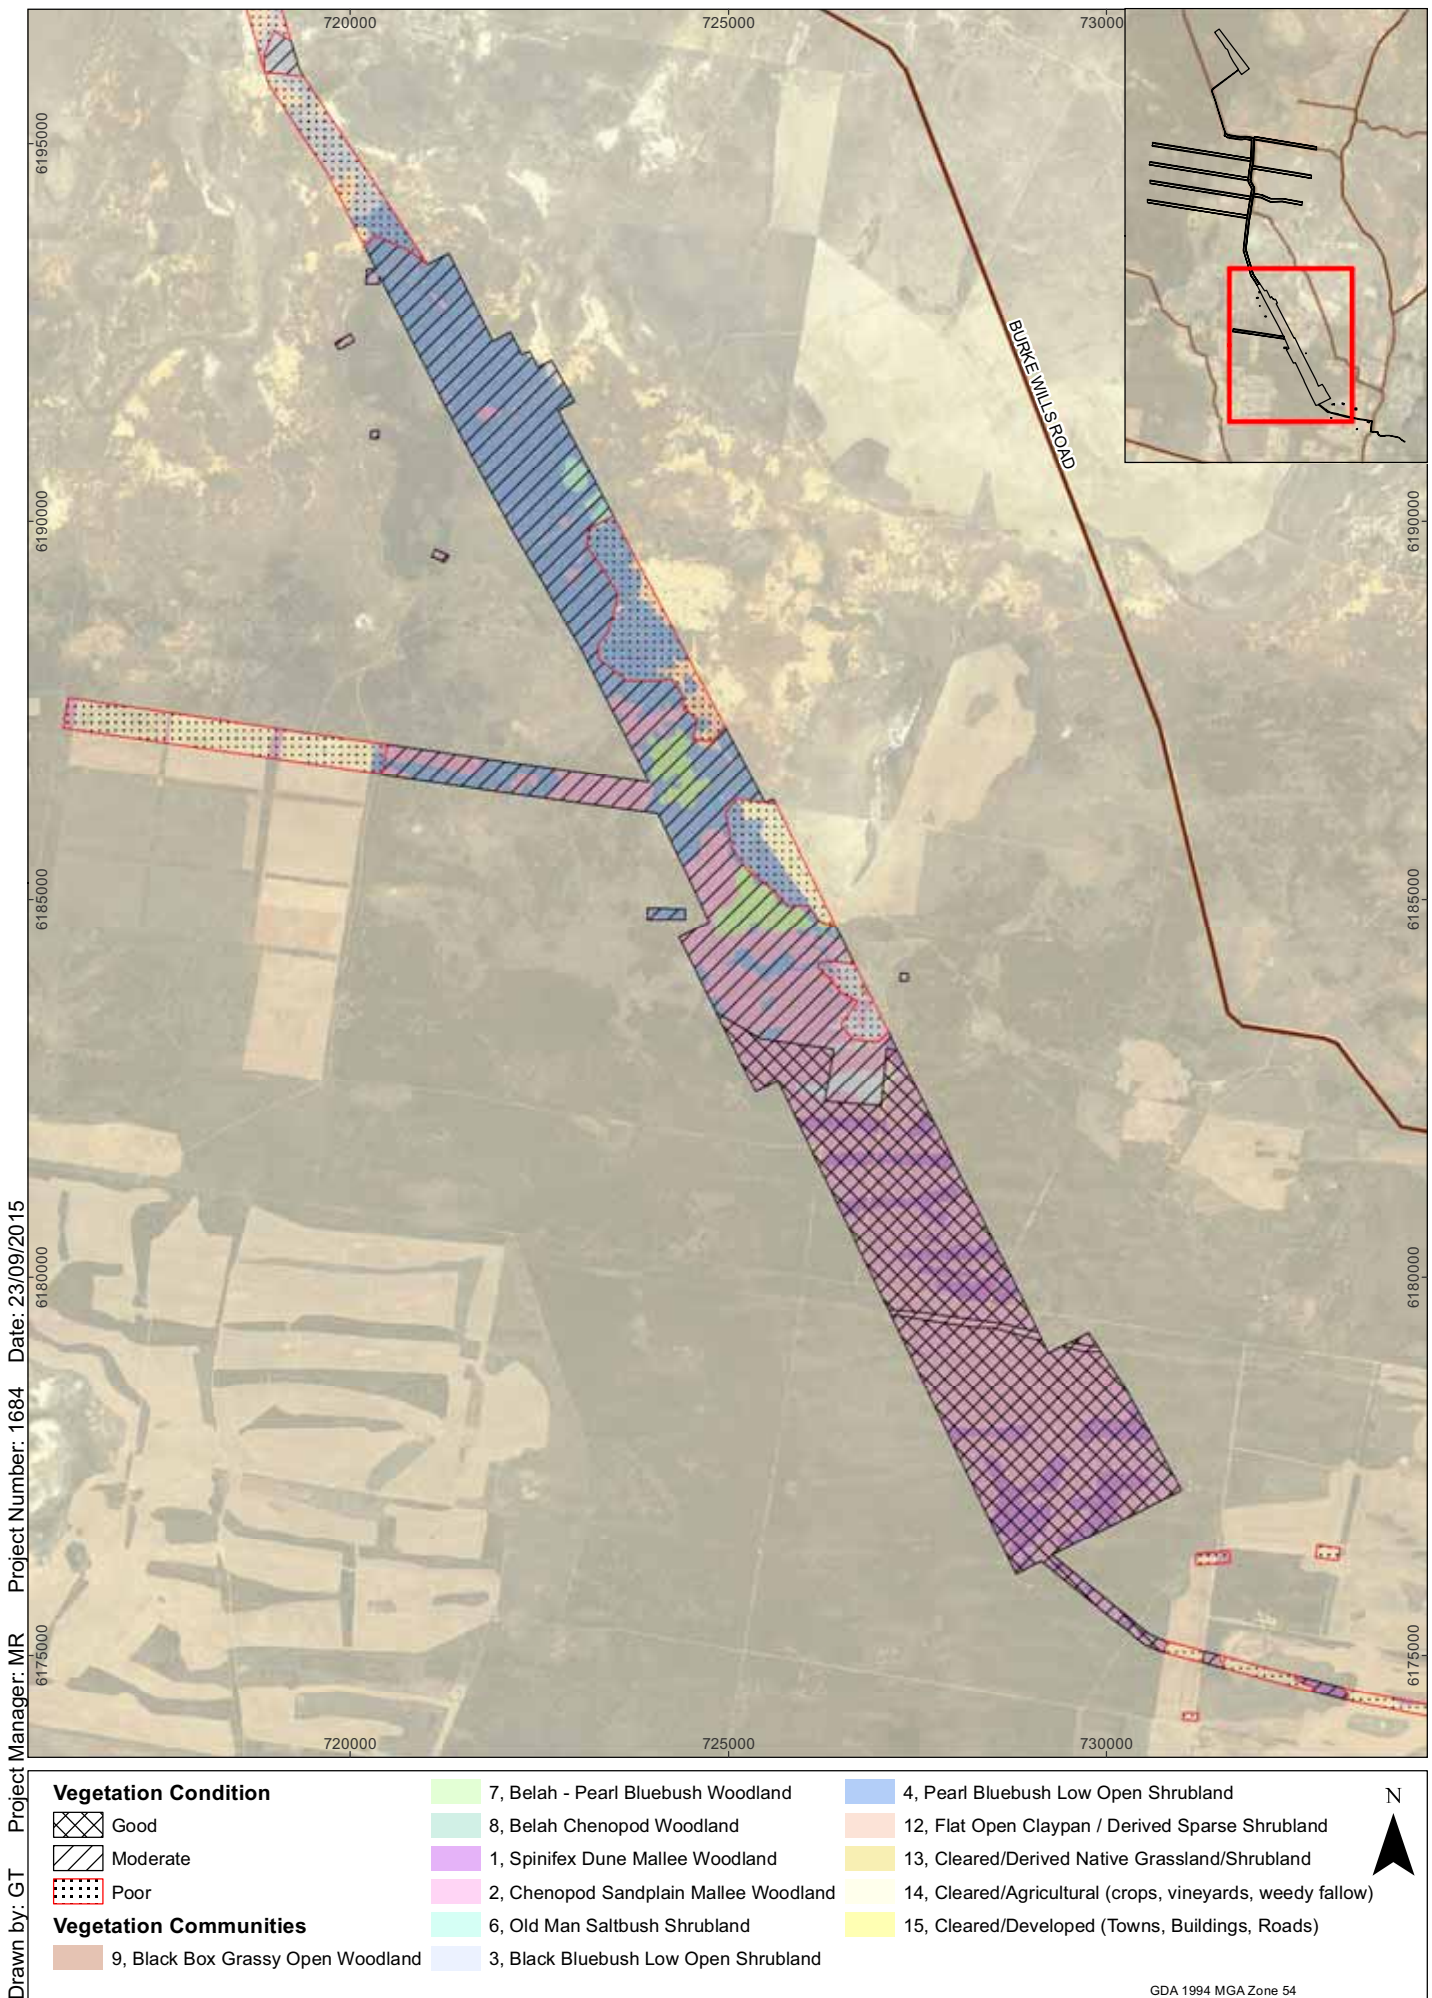 720000
725000
73000
6195000
BURKE WILLS ROAD
6190000
6190000
6185000
6185000
6180000
6180000
6175000
6175000
720000
725000
730000
Drawn by: GT Project Manager: MR Project Number: 1684 Date: 23/09/2015
Vegetation Condition
Good
Moderate
Poor
Vegetation Communities
9, Black Box Grassy Open Woodland
7, Belah - Pearl Bluebush Woodland
8, Belah Chenopod Woodland
1, Spinifex Dune Mallee Woodland
2, Chenopod Sandplain Mallee Woodland
6, Old Man Saltbush Shrubland
3, Black Bluebush Low Open Shrubland
4, Pearl Bluebush Low Open Shrubland
12, Flat Open Claypan / Derived Sparse Shrubland
13, Cleared/Derived Native Grassland/Shrubland
14, Cleared/Agricultural (crops, vineyards, weedy fallow)
15, Cleared/Developed (Towns, Buildings, Roads)
N
GDA 1994 MGA Zone 54